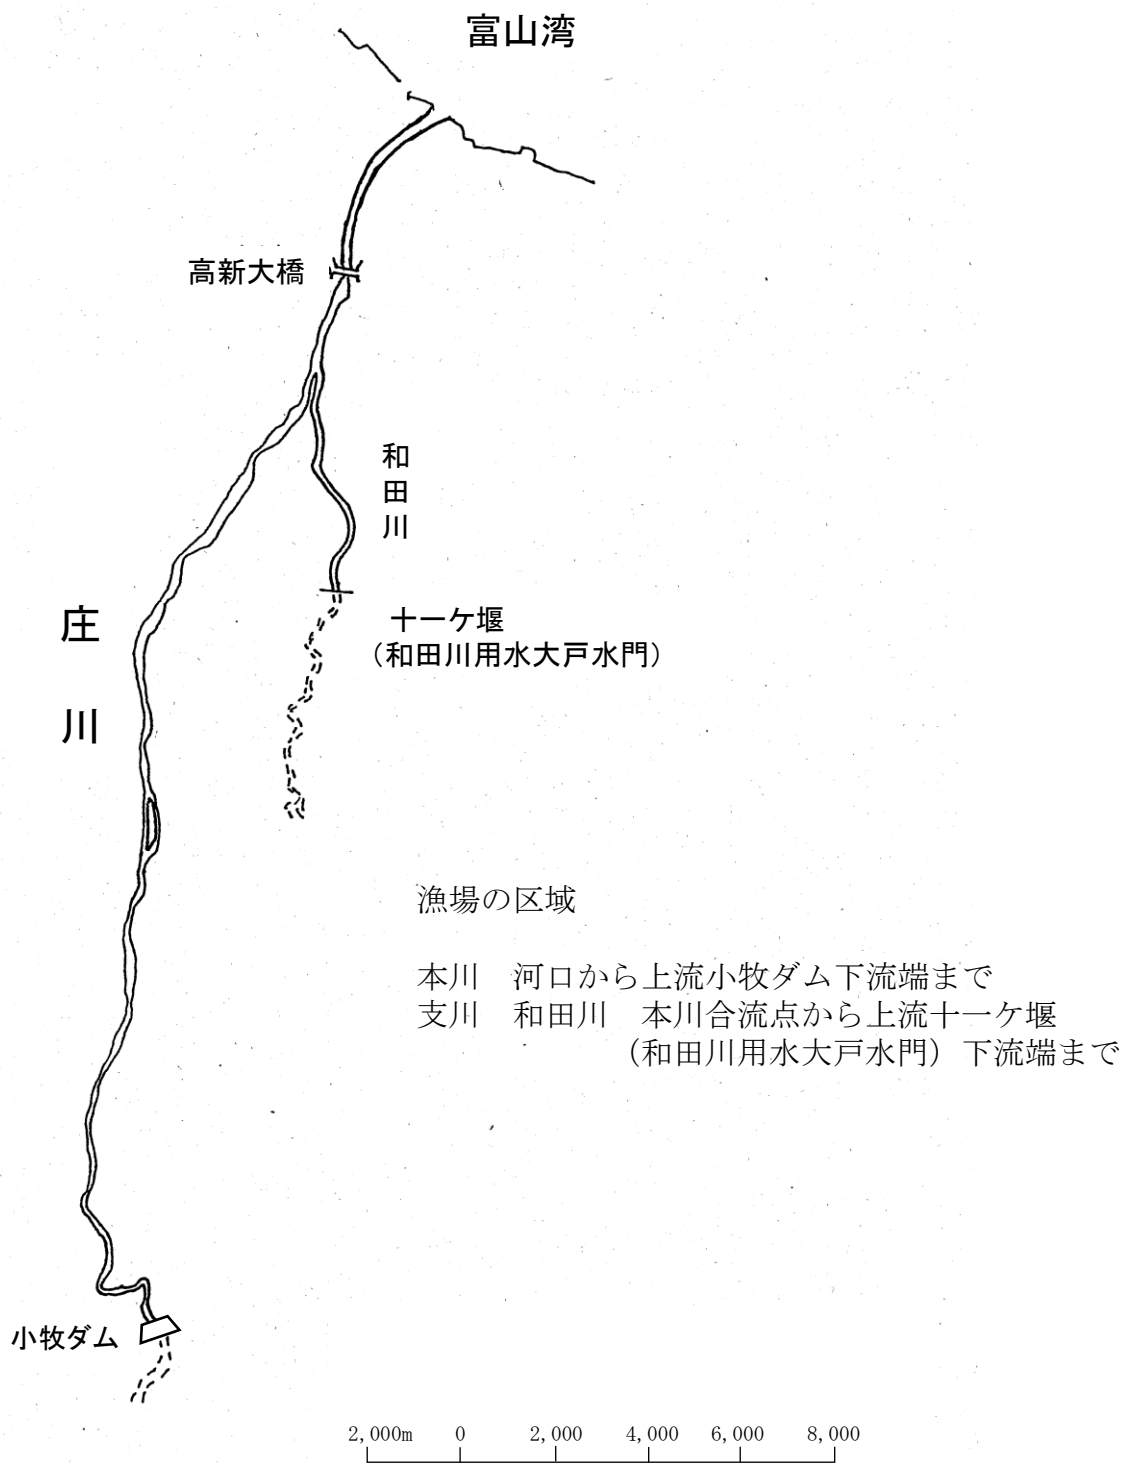 富山湾
高新大橋
和田川
十一ケ堰
（和田川用水大戸水門）
庄川
漁場の区域
本川　河口から上流小牧ダム下流端まで
支川　和田川　本川合流点から上流十一ケ堰
（和田川用水大戸水門）下流端まで
小牧ダム
2,000m 0 2,000 4,000 6,000 8,000